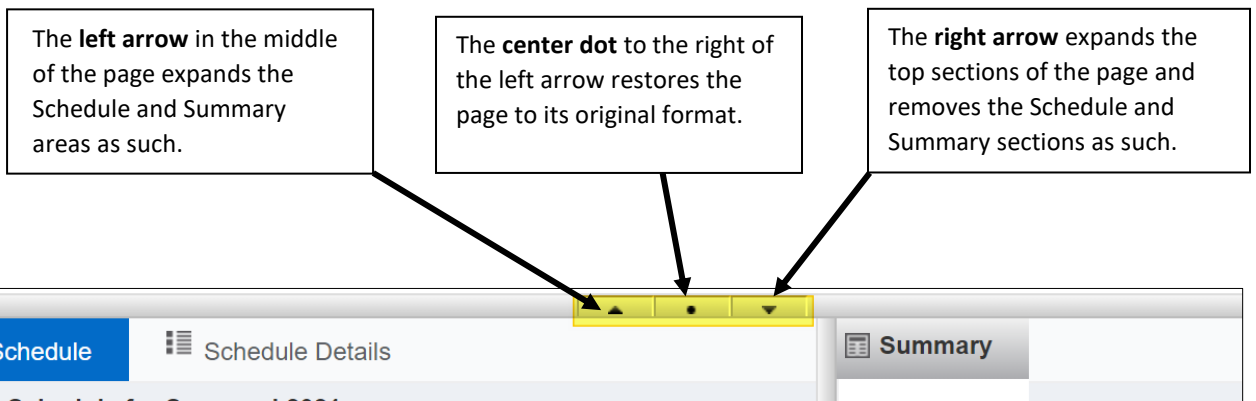 The left arrow in the middle
of the page expands the
Schedule and Summary
areas as such.
The center dot to the right of
the left arrow restores the
page to its original format.
The right arrow expands the
top sections of the page and
removes the Schedule and
Summary sections as such.
Schedule
Schedule Details
Summary